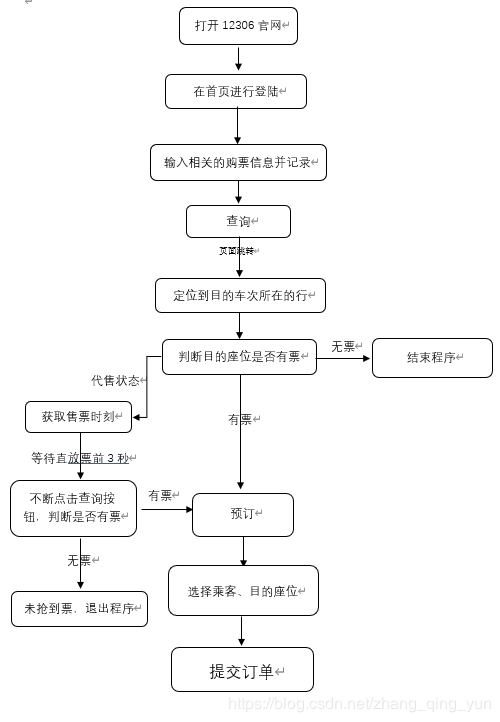 打开 12306 官网
在首页进行登陆
输入相关的购票信息并记录
查询
页面跳转
定位到目的车次所在的行
判断目的座位是否有票
无票
结束程序
代售状态
获取售票时刻
有票
等待直放票前 3 秒
不断点击查询按
钮，判断是否有票
有票
预订
无票
选择乘客、目的座位
未抢到票，退出程序
提交订单
https://blog.csdn.net/zhang_qing_yun